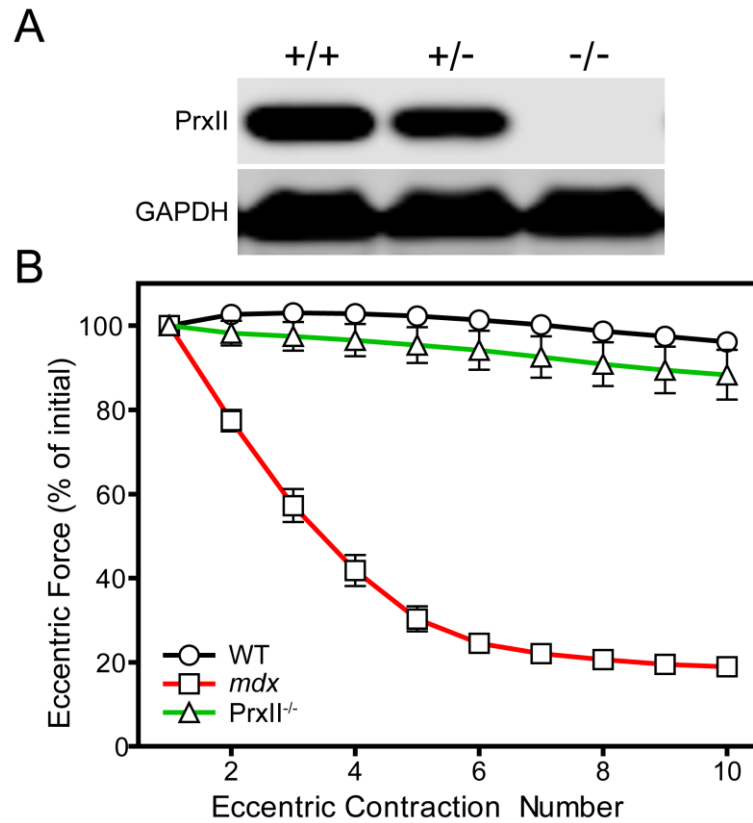 A
+/+ +/- -/-
PrxII
GAPDH
B
Eccentric Force (% of initial)
100
80
60
40
20
0
WT
mdx
PrxII-/-
2 4 6 8 10
Eccentric Contraction Number